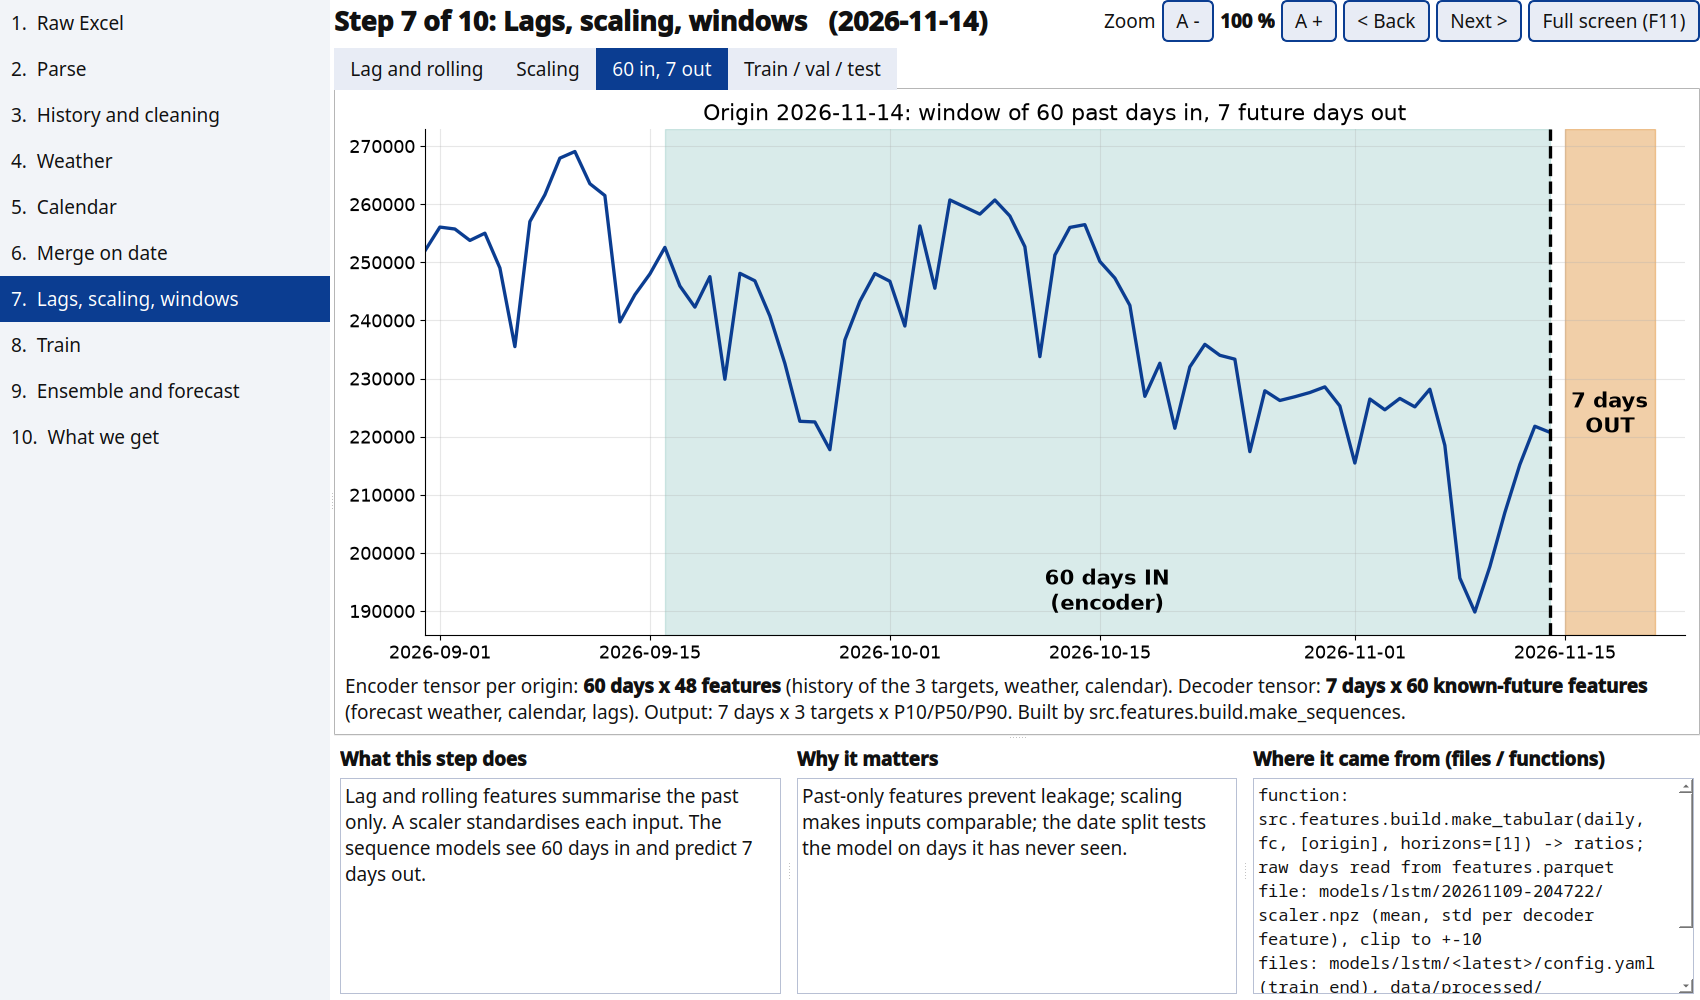 1. Raw Excel
2. Parse
3. History and cleaning
4. Weather
5. Calendar
6. Merge on date
7. Lags, scaling, windows
8. Train
9. Ensemble and forecast
10. What we get
Step 7 of 10: Lags, scaling, windows (2026-11-14)
Zoom A - 100 % A + < Back Next > Full screen (F11)
Lag and rolling Scaling 60 in, 7 out Train / val / test
Origin 2026-11-14: window of 60 past days in, 7 future days out
270000
260000
250000
240000
230000
220000
210000
200000
190000
7 days
OUT
60 days IN
(encoder)
2026-09-01 2026-09-15 2026-10-01 2026-10-15 2026-11-01 2026-11-15
Encoder tensor per origin: 60 days x 48 features (history of the 3 targets, weather, calendar). Decoder tensor: 7 days x 60 known-future features
(forecast weather, calendar, lags). Output: 7 days x 3 targets x P10/P50/P90. Built by src.features.build.make_sequences.
What this step does
Lag and rolling features summarise the past
only. A scaler standardises each input. The
sequence models see 60 days in and predict 7
days out.
Why it matters
Past-only features prevent leakage; scaling
makes inputs comparable; the date split tests
the model on days it has never seen.
Where it came from (files / functions)
function:
src.features.build.make_tabular(daily,
fc, [origin], horizons=[1]) -> ratios;
raw days read from features.parquet
file: models/lstm/20261109-204722/
scaler.npz (mean, std per decoder
feature), clip to +-10
files: models/lstm/<latest>/config.yaml
(train end), data/processed/